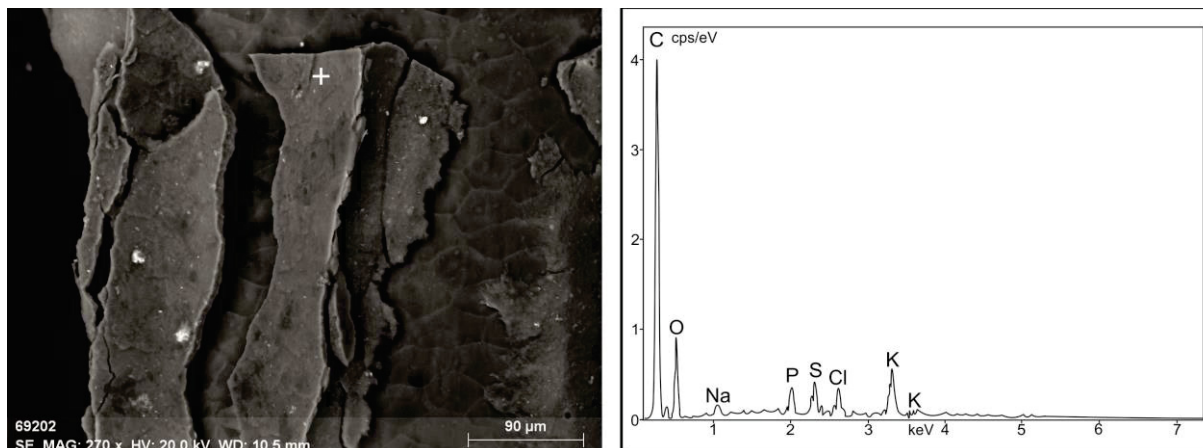 69202
SE MAG: 270 x HV: 20.0 kV WD: 10.5 mm
90 µm
C cps/eV
4
3
2
1
0
O
Na
P
S
Cl
K
K
1 2 3 keV 4 5 6 7